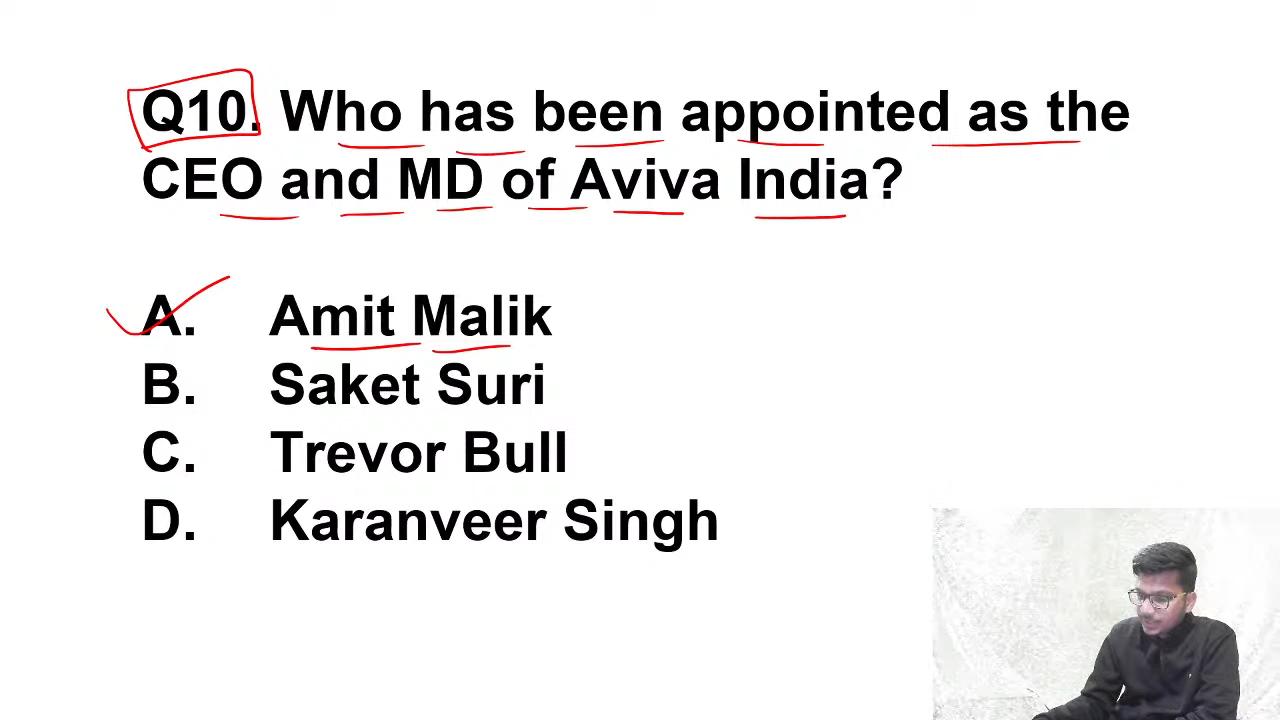 Q10. Who has been appointed as the
CEO and MD of Aviva India?
A. Amit Malik
B. Saket Suri
C. Trevor Bull
D. Karanveer Singh